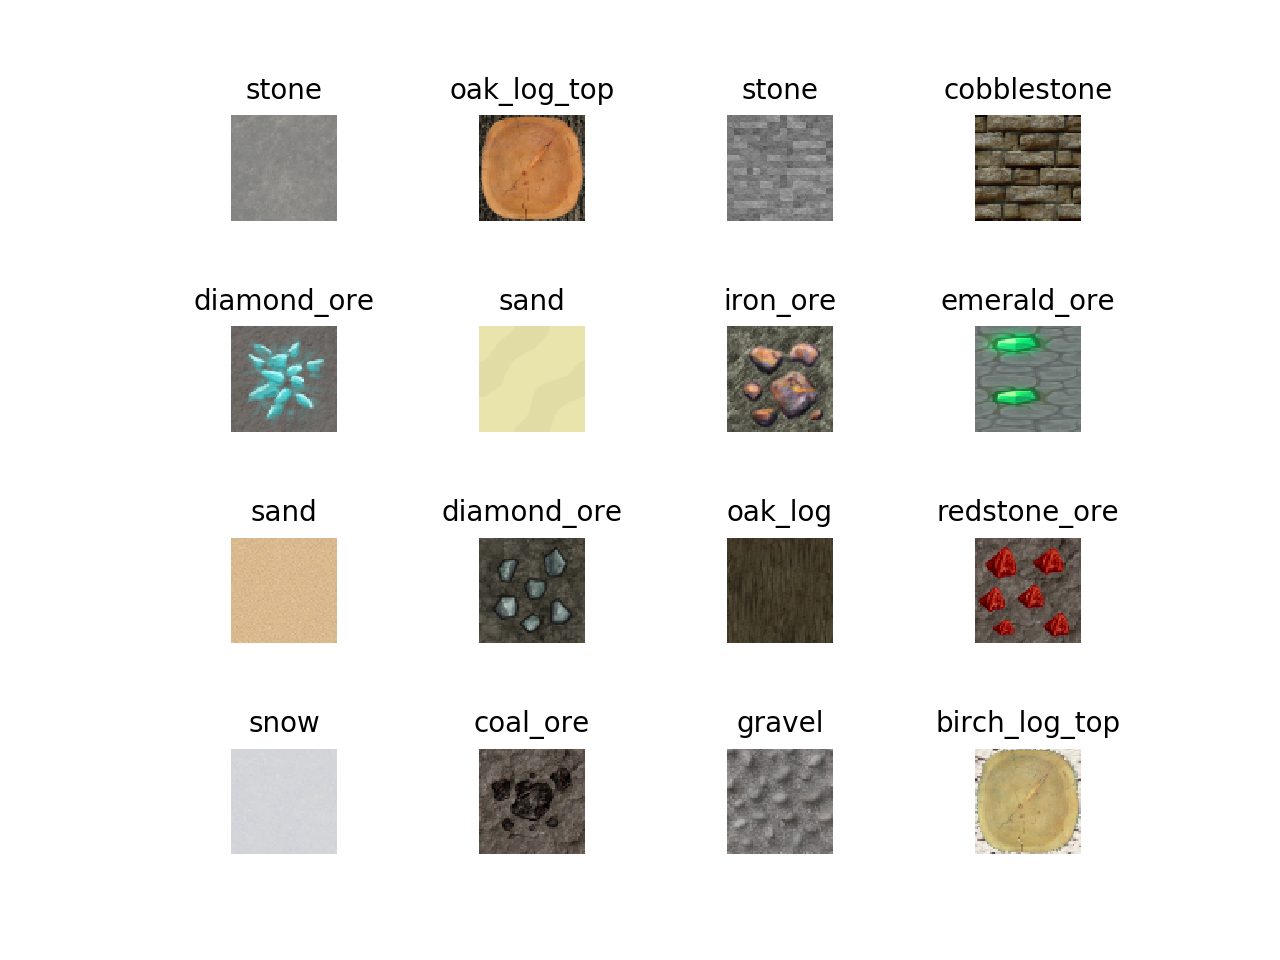 stone
oak_log_top
stone
cobblestone
diamond_ore
sand
iron_ore
emerald_ore
sand
diamond_ore
oak_log
redstone_ore
snow
coal_ore
gravel
birch_log_top